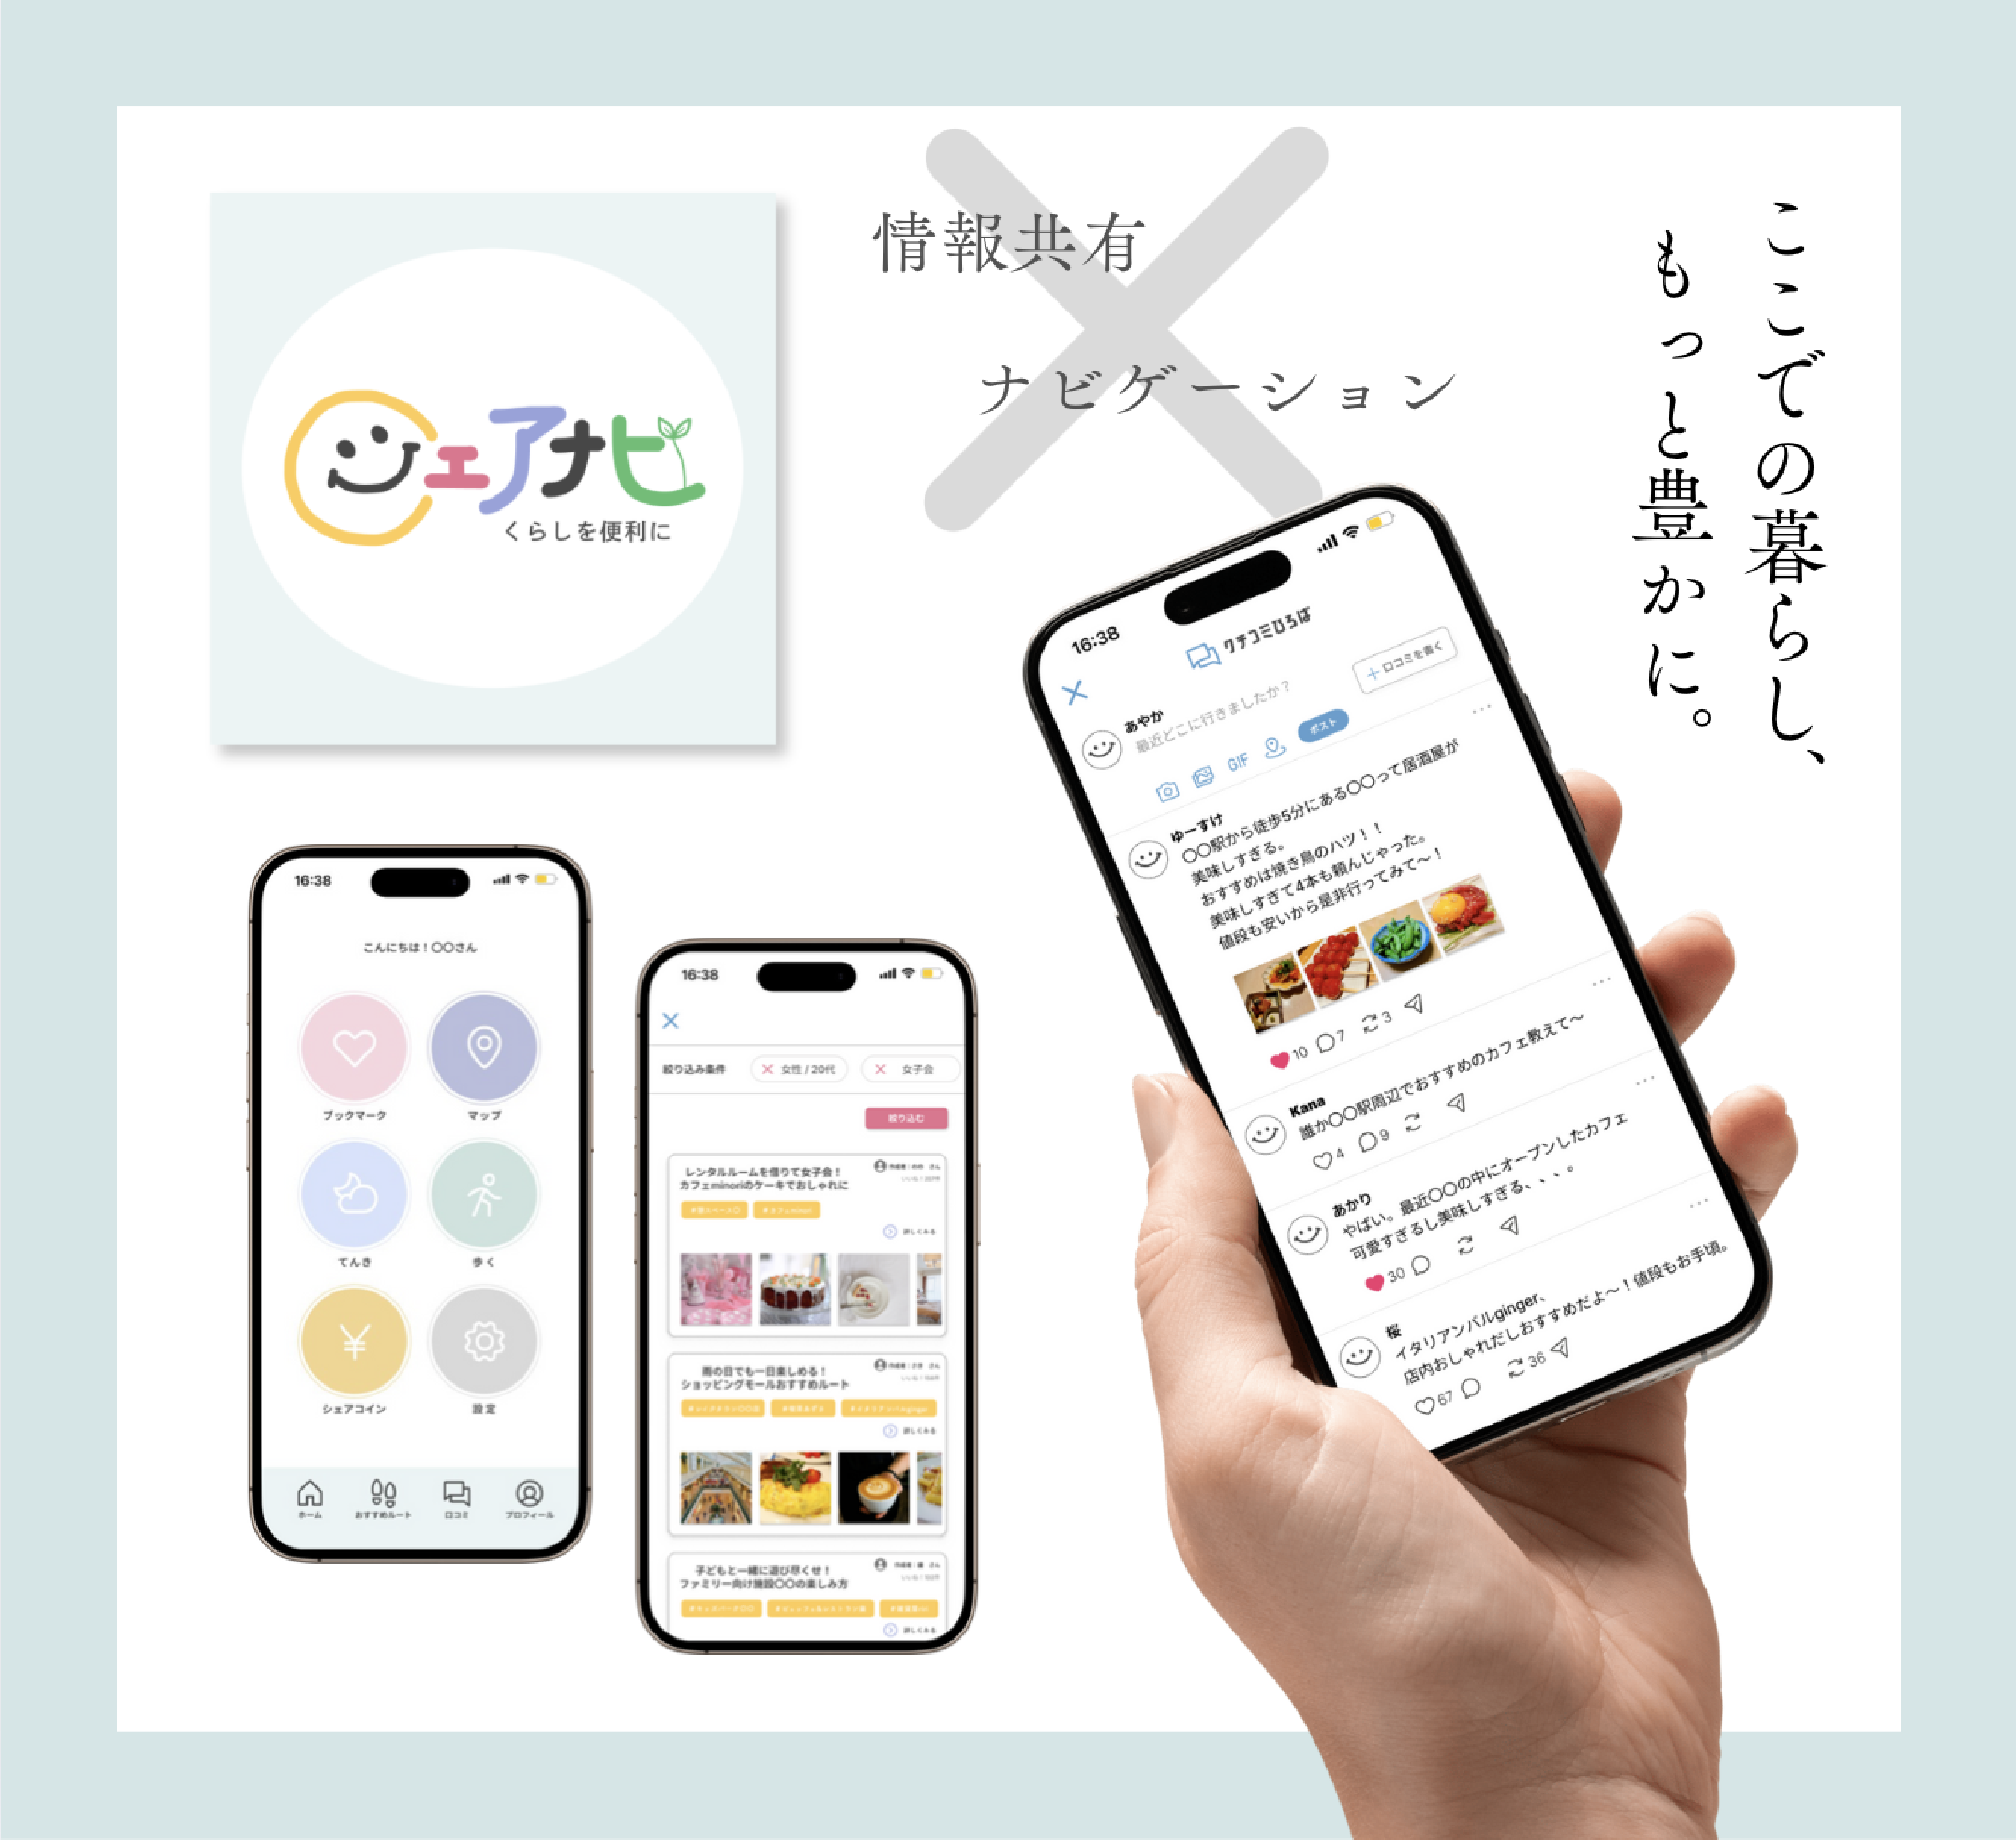 シェアナビ
くらしを便利に
情報共有
ナビゲーション
ここでの暮らし、
もっと豊かに。
16:38
こんにちは！〇〇さん
ブックマーク
マップ
てんき
歩く
シェアコイン
設定
ホーム
おすすめルート
口コミ
プロフィール
16:38
絞り込み条件
女性 / 20代
女子会
絞り込む
レンタルルームを借りて女子会！
カフェminoriのケーキでおしゃれに
詳しくみる
雨の日でも一日楽しめる！
ショッピングモールおすすめルート
詳しくみる
子どもと一緒に遊び尽くせ！
ファミリー向け施設〇〇の楽しみ方
詳しくみる
16:38
クチコミひろば
＋口コミを書く
あやか
最近どこに行きましたか？
GIF
ポスト
ゆーすけ
〇〇駅から徒歩5分にある〇〇って居酒屋が
美味しすぎる。
おすすめは焼き鳥のハツ！！
美味しすぎて4本も頼んじゃった。
値段も安いから是非行ってみて〜！
10 7 3
Kana
誰か〇〇駅周辺でおすすめのカフェ教えて〜
4 9
あかり
やばい。最近〇〇の中にオープンしたカフェ
可愛すぎるし美味しすぎる、、、。
30
桜
イタリアンバルginger、
店内おしゃれだしおすすめだよ〜！値段もお手頃。
67 36